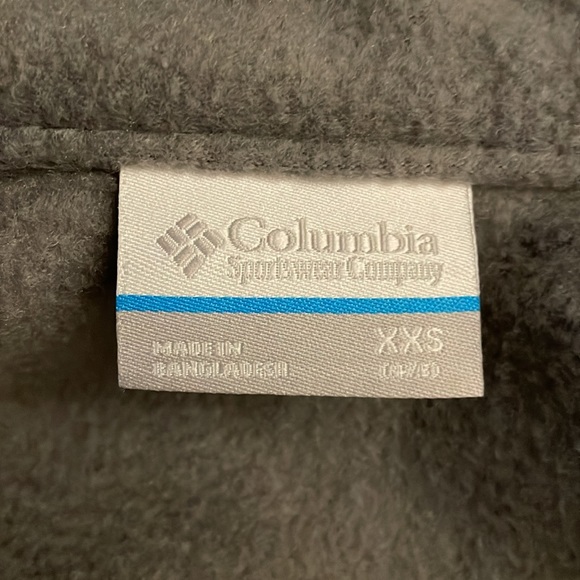 Columbia
Sportswear Company
MADE IN
BANGLADESH
XXS